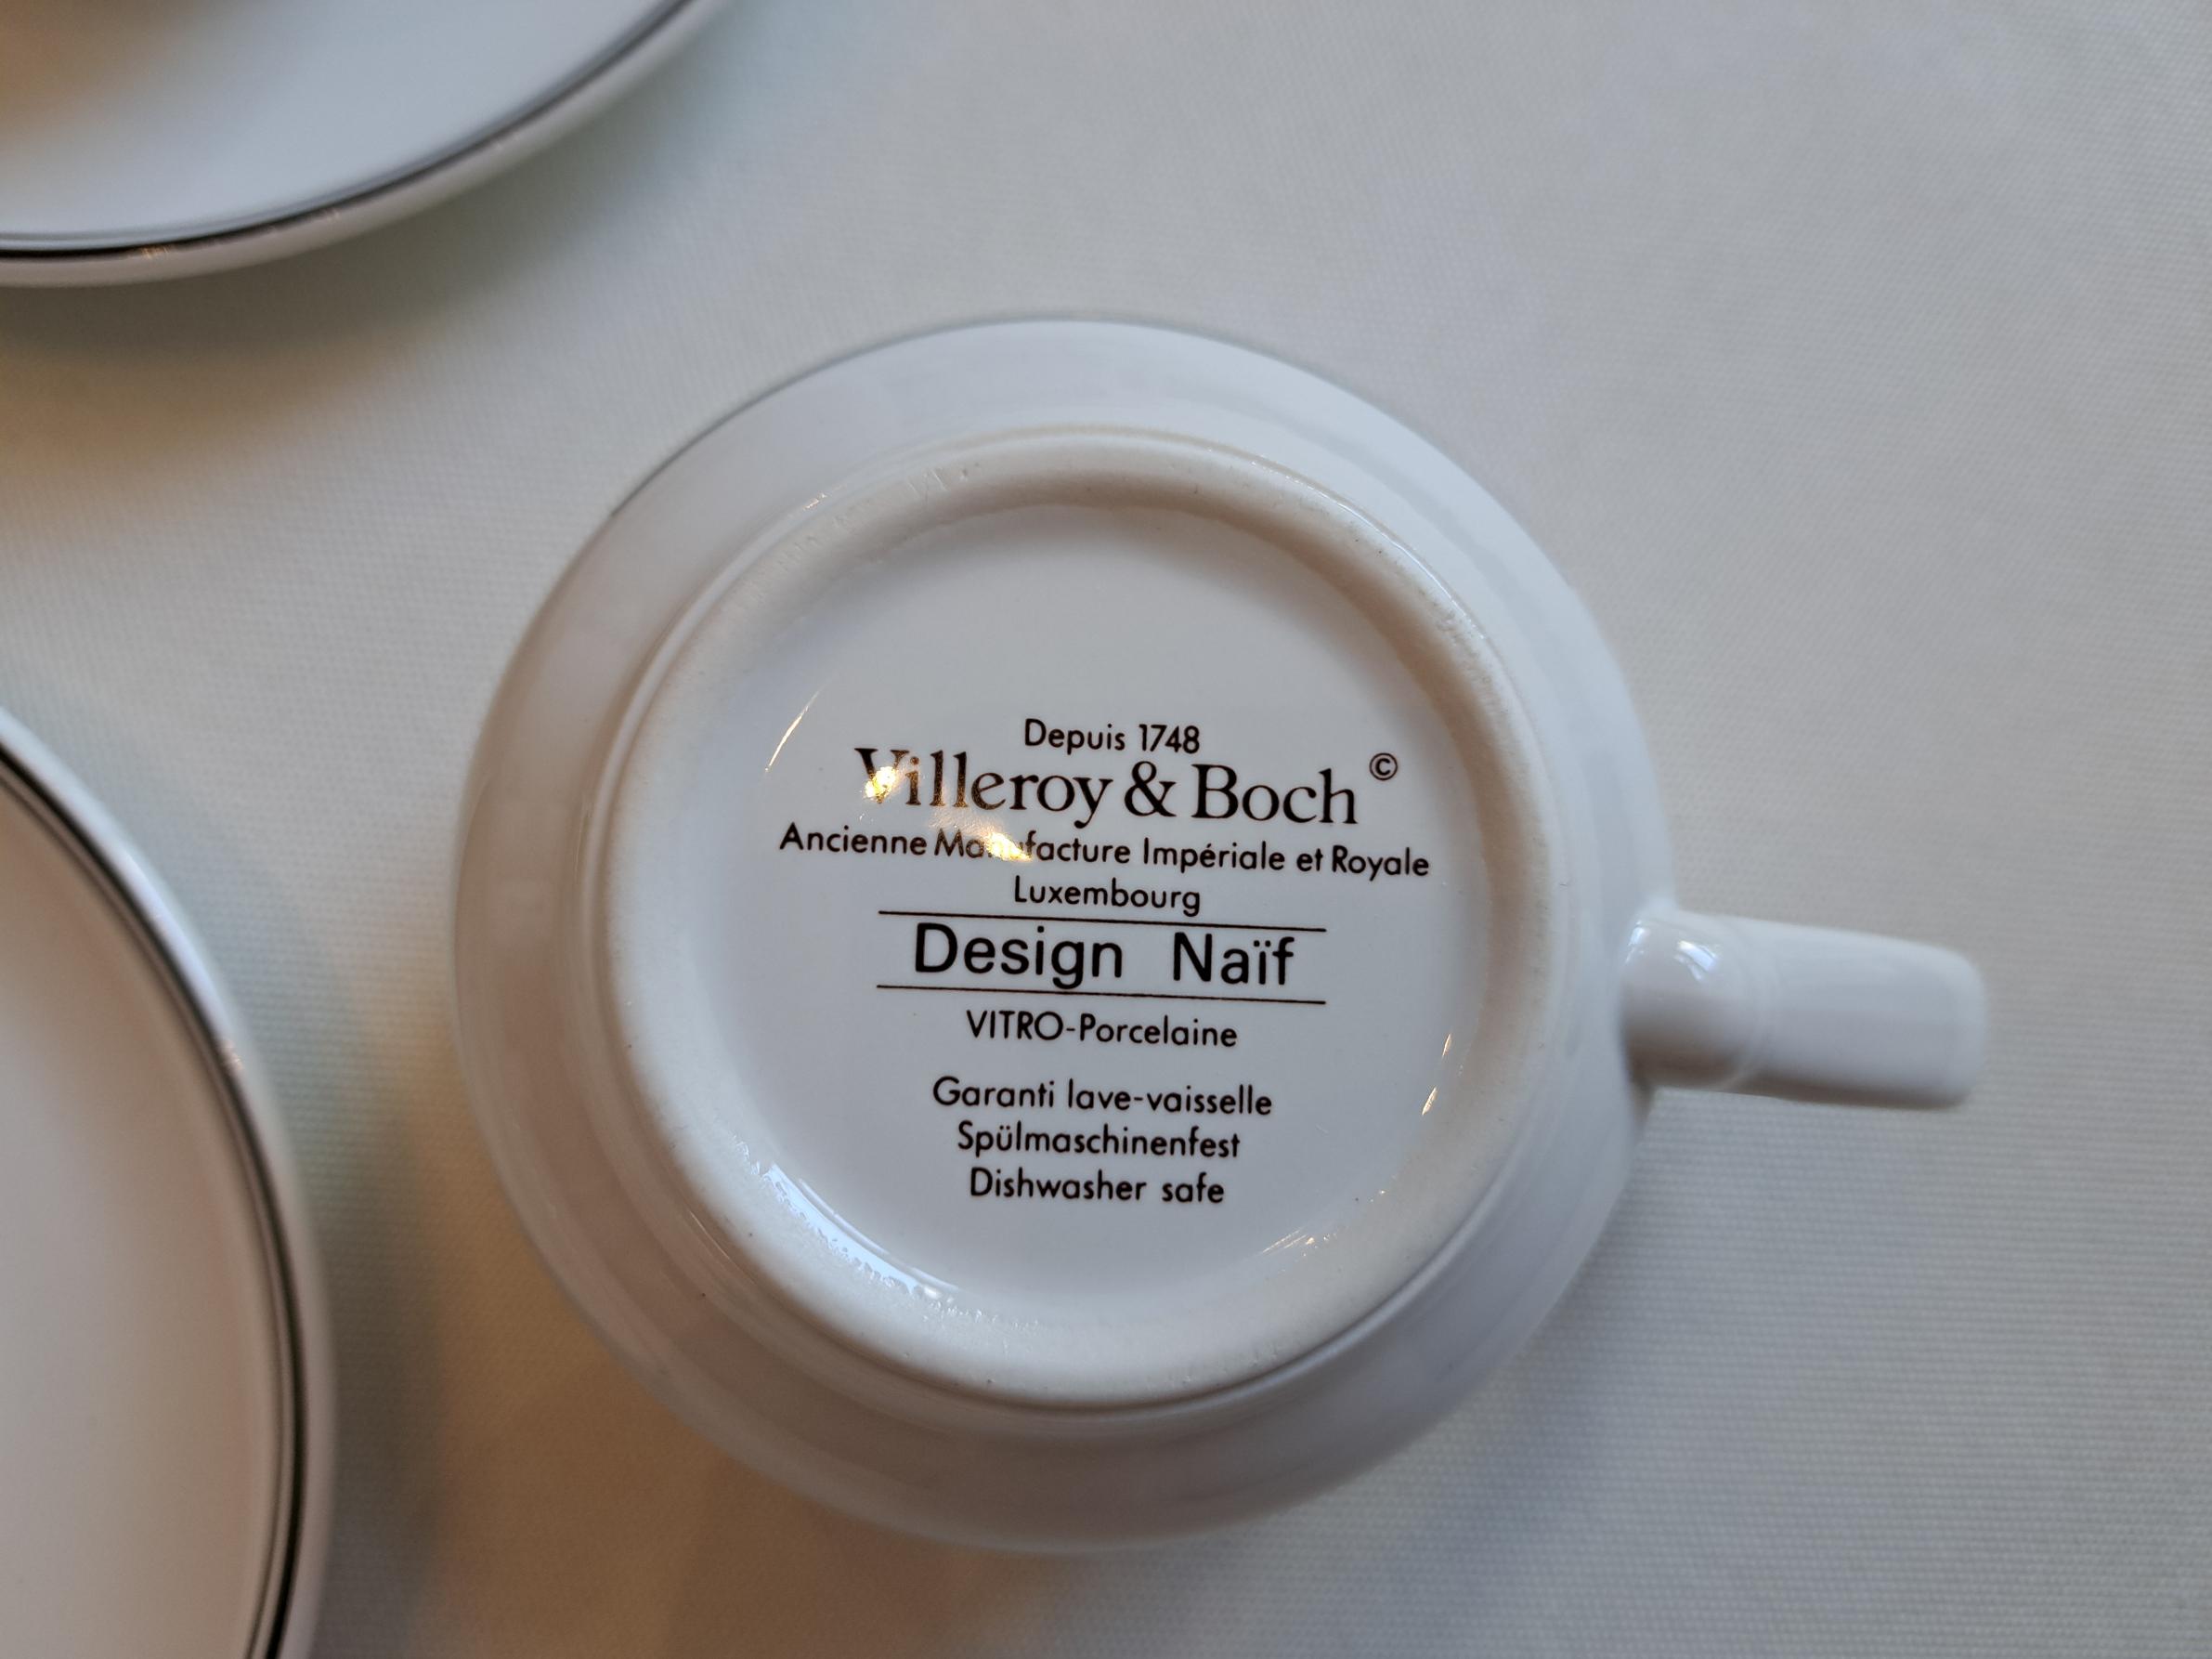 Depuis 1748
Villeroy & Boch ©
Ancienne Manufacture Impériale et Royale
Luxembourg
Design Naïf
VITRO-Porcelaine
Garanti lave-vaisselle
Spülmaschinenfest
Dishwasher safe